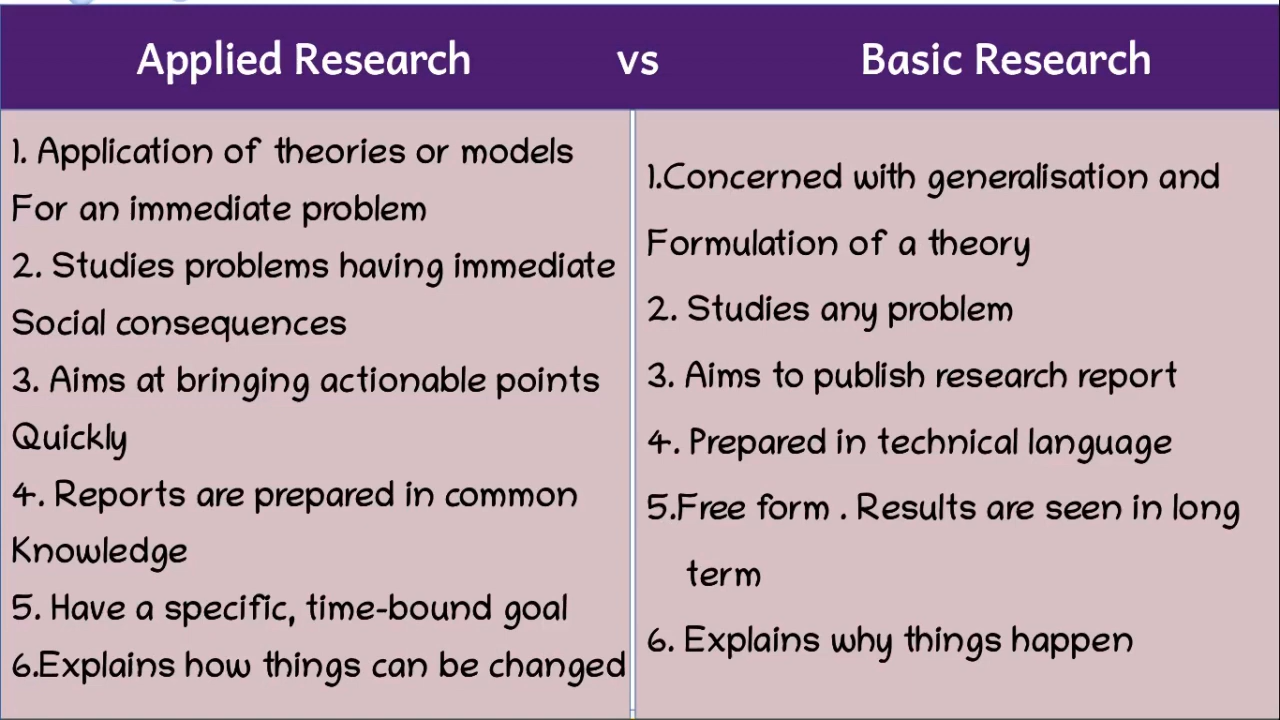 Applied Research vs Basic Research
1. Application of theories or models
For an immediate problem
2. Studies problems having immediate
Social consequences
3. Aims at bringing actionable points
Quickly
4. Reports are prepared in common
Knowledge
5. Have a specific, time-bound goal
6.Explains how things can be changed
1.Concerned with generalisation and
Formulation of a theory
2. Studies any problem
3. Aims to publish research report
4. Prepared in technical language
5.Free form . Results are seen in long
term
6. Explains why things happen